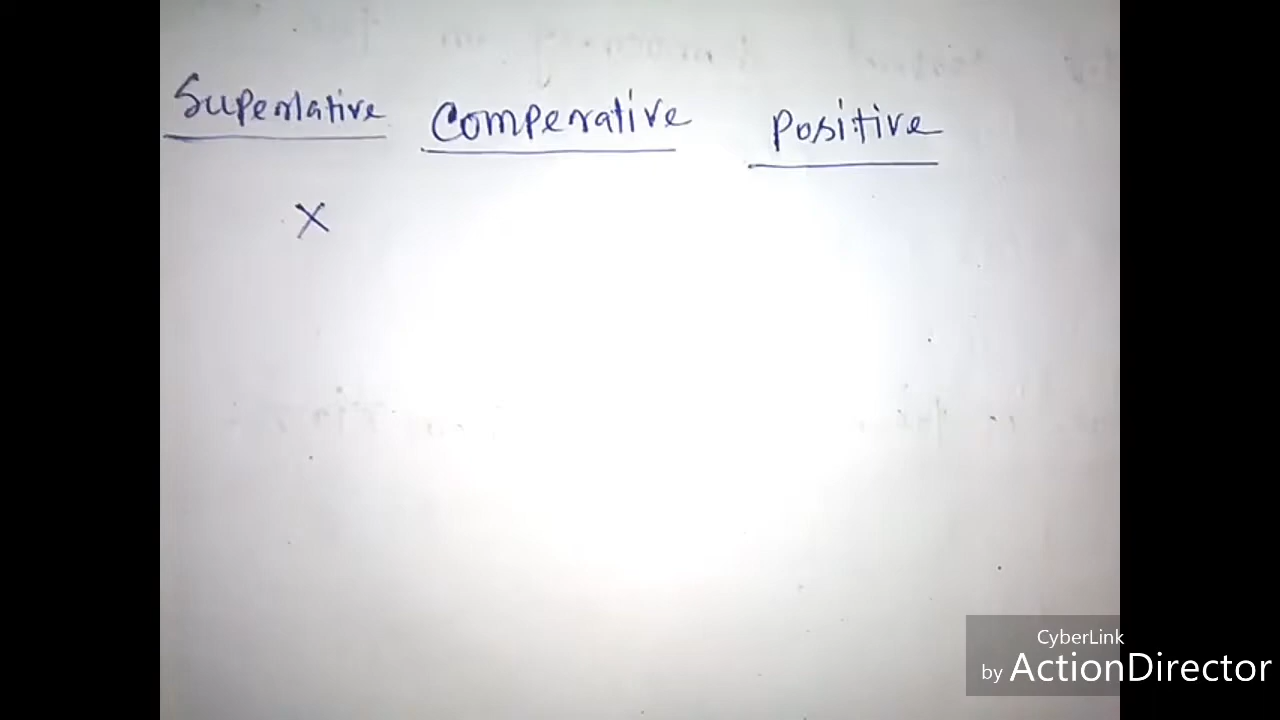 Superlative Comperative Positive
X
CyberLink
by ActionDirector